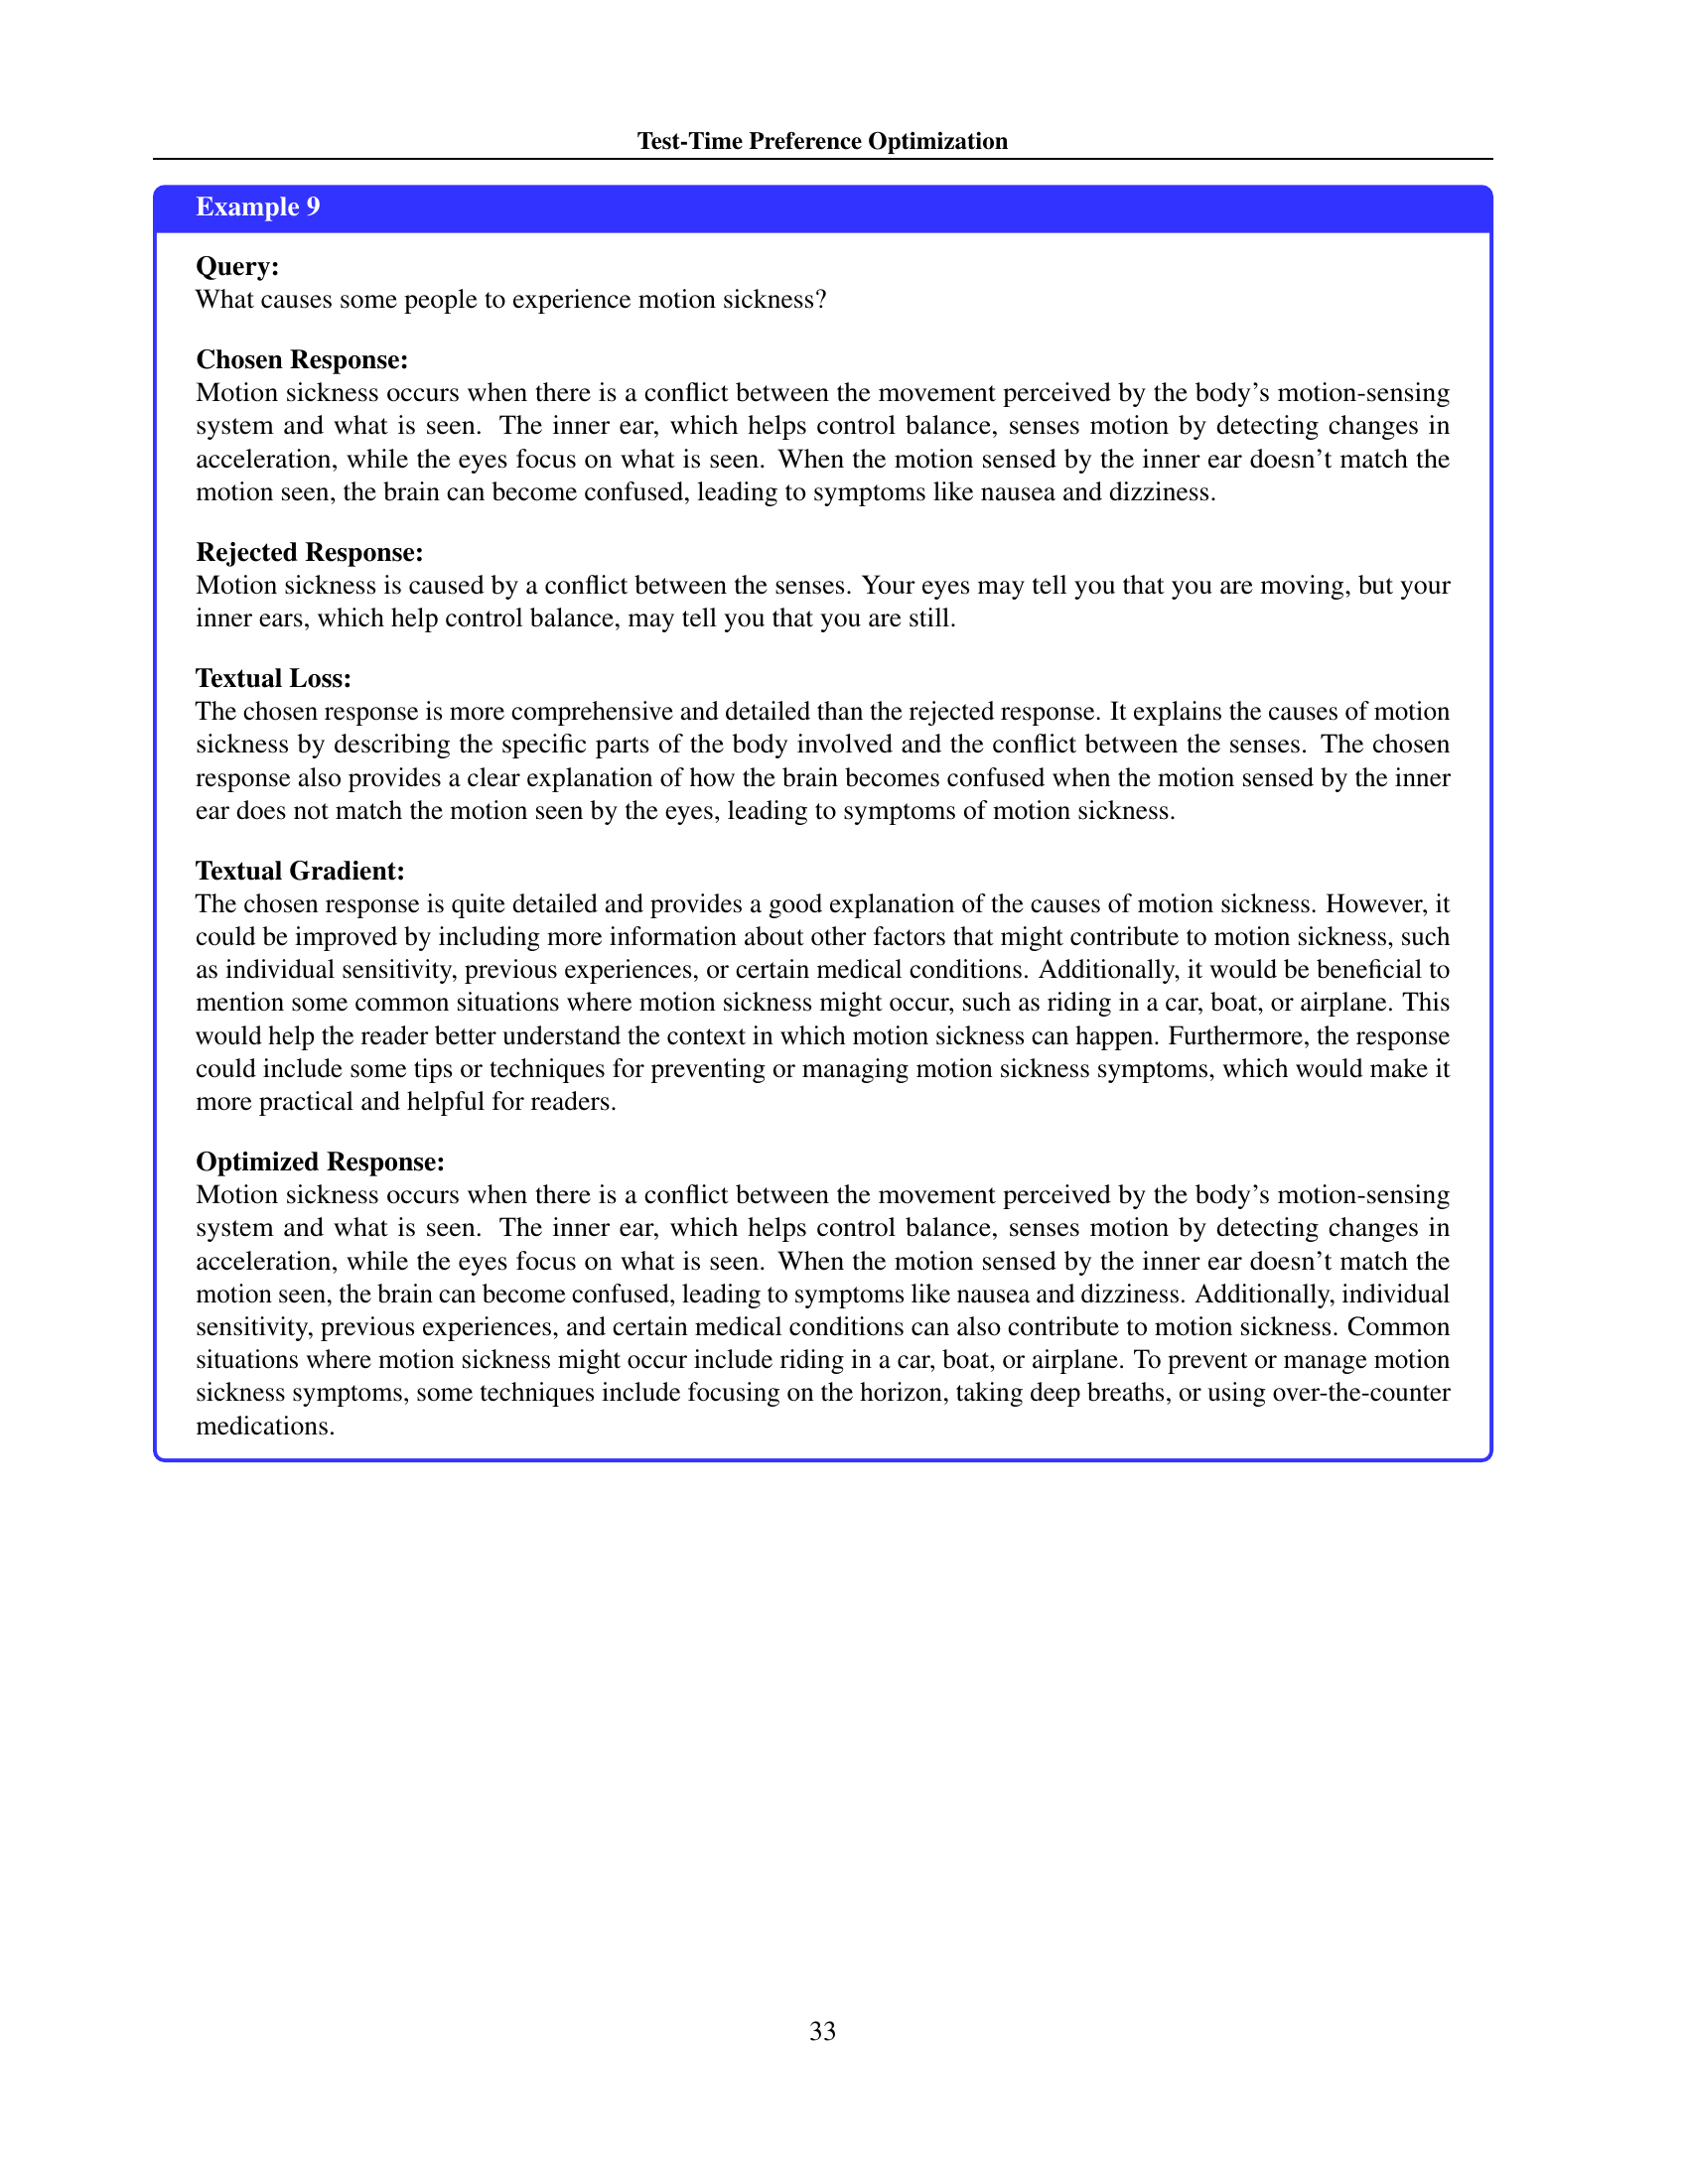 Test-Time Preference Optimization
Example 9
Query:
What causes some people to experience motion sickness?
Chosen Response:
Motion sickness occurs when there is a conflict between the movement perceived by the body's motion-sensing
system and what is seen. The inner ear, which helps control balance, senses motion by detecting changes in
acceleration, while the eyes focus on what is seen. When the motion sensed by the inner ear doesn't match the
motion seen, the brain can become confused, leading to symptoms like nausea and dizziness.
Rejected Response:
Motion sickness is caused by a conflict between the senses. Your eyes may tell you that you are moving, but your
inner ears, which help control balance, may tell you that you are still.
Textual Loss:
The chosen response is more comprehensive and detailed than the rejected response. It explains the causes of motion
sickness by describing the specific parts of the body involved and the conflict between the senses. The chosen
response also provides a clear explanation of how the brain becomes confused when the motion sensed by the inner
ear does not match the motion seen by the eyes, leading to symptoms of motion sickness.
Textual Gradient:
The chosen response is quite detailed and provides a good explanation of the causes of motion sickness. However, it
could be improved by including more information about other factors that might contribute to motion sickness, such
as individual sensitivity, previous experiences, or certain medical conditions. Additionally, it would be beneficial to
mention some common situations where motion sickness might occur, such as riding in a car, boat, or airplane. This
would help the reader better understand the context in which motion sickness can happen. Furthermore, the response
could include some tips or techniques for preventing or managing motion sickness symptoms, which would make it
more practical and helpful for readers.
Optimized Response:
Motion sickness occurs when there is a conflict between the movement perceived by the body's motion-sensing
system and what is seen. The inner ear, which helps control balance, senses motion by detecting changes in
acceleration, while the eyes focus on what is seen. When the motion sensed by the inner ear doesn't match the
motion seen, the brain can become confused, leading to symptoms like nausea and dizziness. Additionally, individual
sensitivity, previous experiences, and certain medical conditions can also contribute to motion sickness. Common
situations where motion sickness might occur include riding in a car, boat, or airplane. To prevent or manage motion
sickness symptoms, some techniques include focusing on the horizon, taking deep breaths, or using over-the-counter
medications.
33